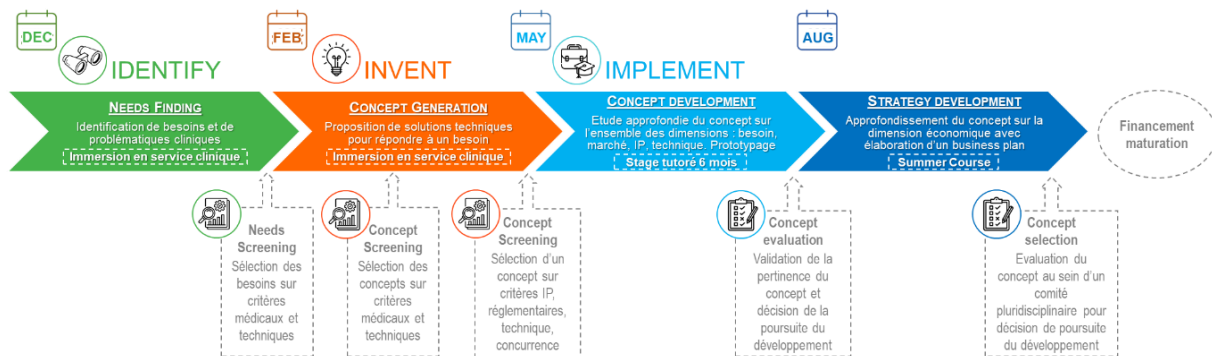 DEC
FEB
MAY
AUG
IDENTIFY
INVENT
IMPLEMENT
NEEDS FINDING
Identification de besoins et de
problématiques cliniques
Immersion en service clinique
CONCEPT GENERATION
Proposition de solutions techniques
pour répondre à un besoin
Immersion en service clinique
CONCEPT DEVELOPMENT
Etude approfondie du concept sur
l'ensemble des dimensions : besoin,
marché, IP, technique. Prototypage
Stage tutoré 6 mois
STRATEGY DEVELOPMENT
Approfondissement du concept sur la
dimension économique avec
élaboration d'un business plan
Summer Course
Financement
maturation
Needs
Screening
Sélection des
besoins sur
critères
médicaux et
techniques
Concept
Screening
Sélection des
concepts sur
critères
médicaux et
techniques
Concept
Screening
Sélection d'un
concept sur
critères IP,
réglementaires,
technique,
concurrence
Concept
evaluation
Validation de la
pertinence du
concept et
décision de la
poursuite du
développement
Concept
selection
Evaluation du
concept au sein d'un
comité
pluridisciplinaire pour
décision de poursuite
du développement